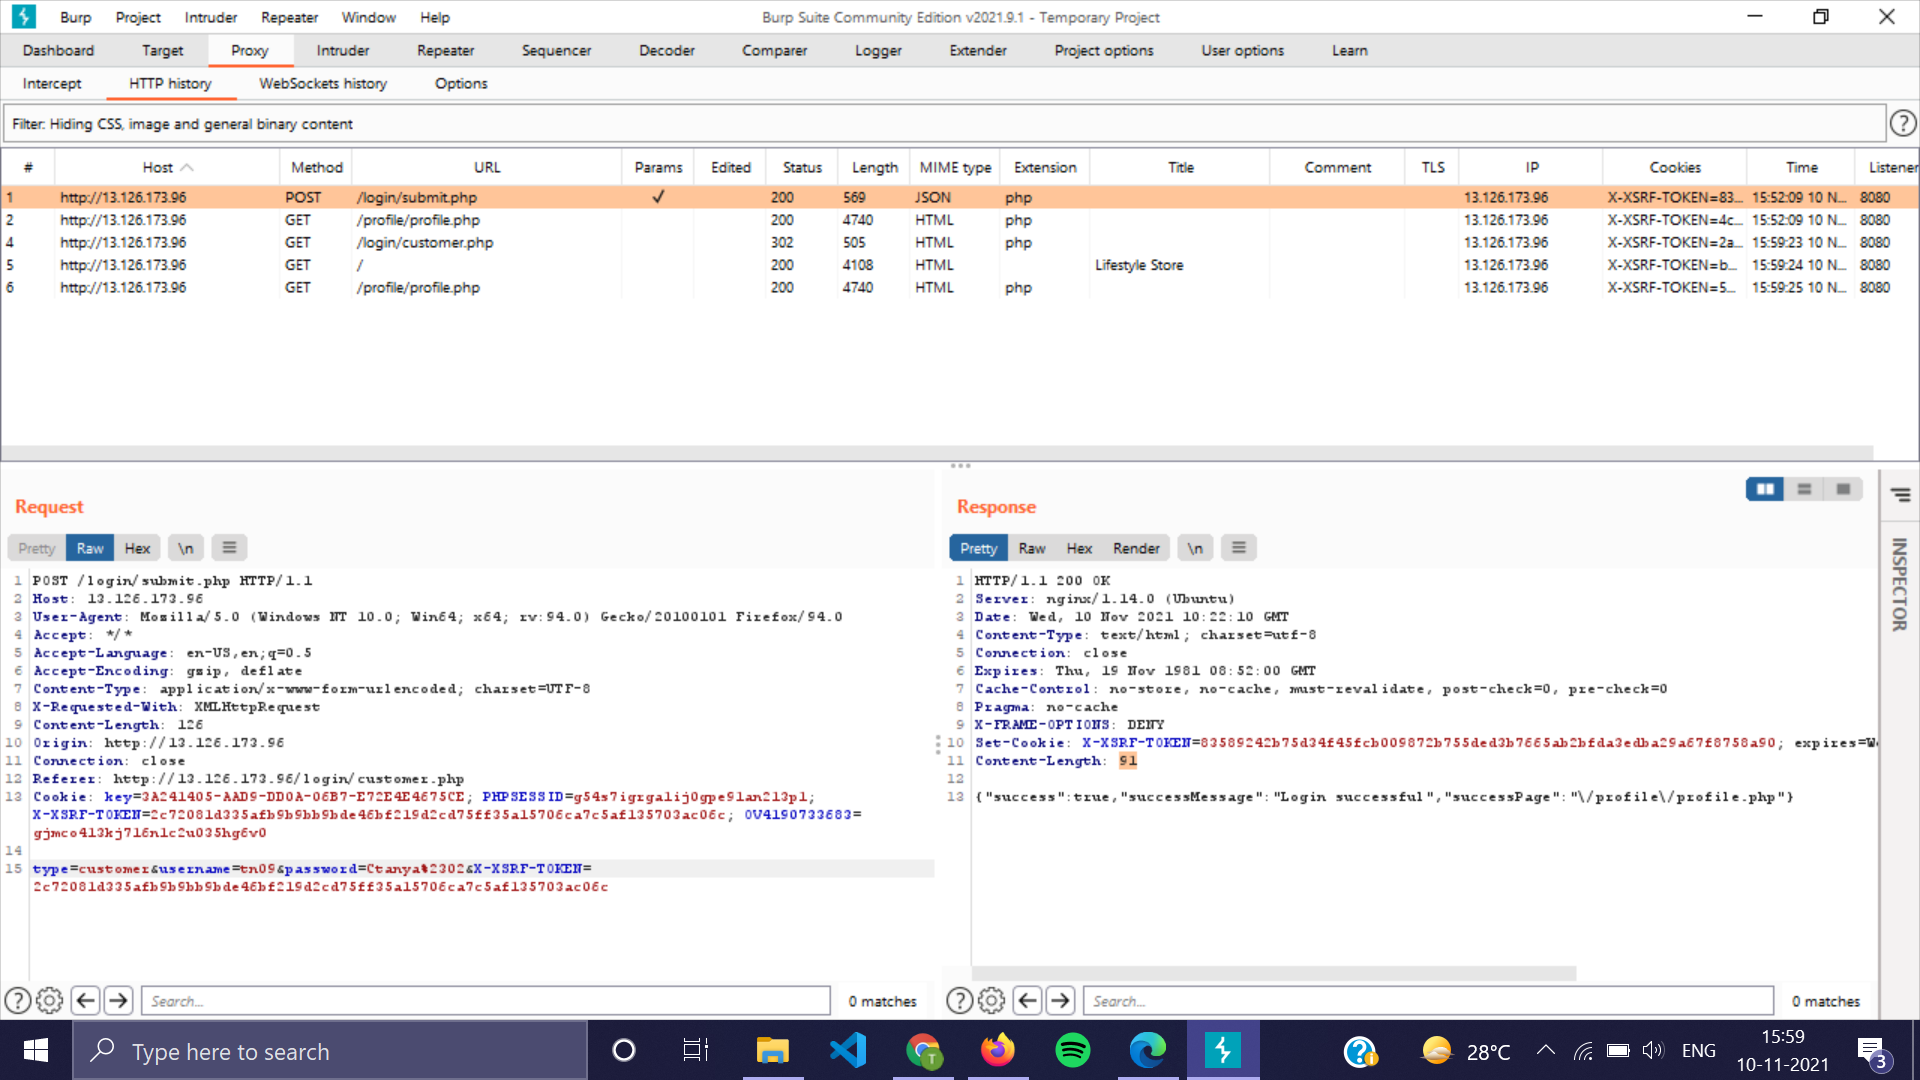 Burp Project Intruder Repeater Window Help Burp Suite Community Edition v2021.9.1 - Temporary Project
Dashboard Target Proxy Intruder Repeater Sequencer Decoder Comparer Logger Extender Project options User options Learn
Intercept HTTP history WebSockets history Options
Filter: Hiding CSS, image and general binary content
# Host Method URL Params Edited Status Length MIME type Extension Title Comment TLS IP Cookies Time Listener
1 http://13.126.173.96 POST /login/submit.php ✓ 200 569 JSON php 13.126.173.96 X-XSRF-TOKEN=83... 15:52:09 10 N... 8080
2 http://13.126.173.96 GET /profile/profile.php 200 4740 HTML php 13.126.173.96 X-XSRF-TOKEN=4c... 15:52:09 10 N... 8080
4 http://13.126.173.96 GET /login/customer.php 302 505 HTML php 13.126.173.96 X-XSRF-TOKEN=2a... 15:59:23 10 N... 8080
5 http://13.126.173.96 GET / 200 4108 HTML Lifestyle Store 13.126.173.96 X-XSRF-TOKEN=b... 15:59:24 10 N... 8080
6 http://13.126.173.96 GET /profile/profile.php 200 4740 HTML php 13.126.173.96 X-XSRF-TOKEN=5... 15:59:25 10 N... 8080
Request
Pretty Raw Hex \n
1 POST /login/submit.php HTTP/1.1
2 Host: 13.126.173.96
3 User-Agent: Mozilla/5.0 (Windows NT 10.0; Win64; x64; rv:94.0) Gecko/20100101 Firefox/94.0
4 Accept: */*
5 Accept-Language: en-US,en;q=0.5
6 Accept-Encoding: gzip, deflate
7 Content-Type: application/x-www-form-urlencoded; charset=UTF-8
8 X-Requested-With: XMLHttpRequest
9 Content-Length: 126
10 Origin: http://13.126.173.96
11 Connection: close
12 Referer: http://13.126.173.96/login/customer.php
13 Cookie: key=3A241405-AAD9-DD0A-06B7-E72E4E4675CE; PHPSESSID=g54s7igrgalij0gpe9lan2l3pl;
X-XSRF-TOKEN=2c72081d335afb9b9bb9bde46bf219d2cd75ff35a15706ca7c5af135703ac06c; 0V4190733683=
gjmco4l3kj7l6nlc2u035hg6v0
14
15 type=customer&username=tn09&password=Ctanya%2302&X-XSRF-TOKEN=
2c72081d335afb9b9bb9bde46bf219d2cd75ff35a15706ca7c5af135703ac06c
Response
Pretty Raw Hex Render \n
1 HTTP/1.1 200 OK
2 Server: nginx/1.14.0 (Ubuntu)
3 Date: Wed, 10 Nov 2021 10:22:10 GMT
4 Content-Type: text/html; charset=utf-8
5 Connection: close
6 Expires: Thu, 19 Nov 1981 08:52:00 GMT
7 Cache-Control: no-store, no-cache, must-revalidate, post-check=0, pre-check=0
8 Pragma: no-cache
9 X-FRAME-OPTIONS: DENY
10 Set-Cookie: X-XSRF-TOKEN=83589242b75d34f45fcb009872b755ded3b7665ab2bfda3edba29a67f8758a90; expires=We
11 Content-Length: 91
12
13 {"success":true,"successMessage":"Login successful","successPage":"\/profile\/profile.php"}
INSPECTOR
Search... 0 matches
Search... 0 matches
Type here to search
T
28°C ENG
15:59
10-11-2021
3